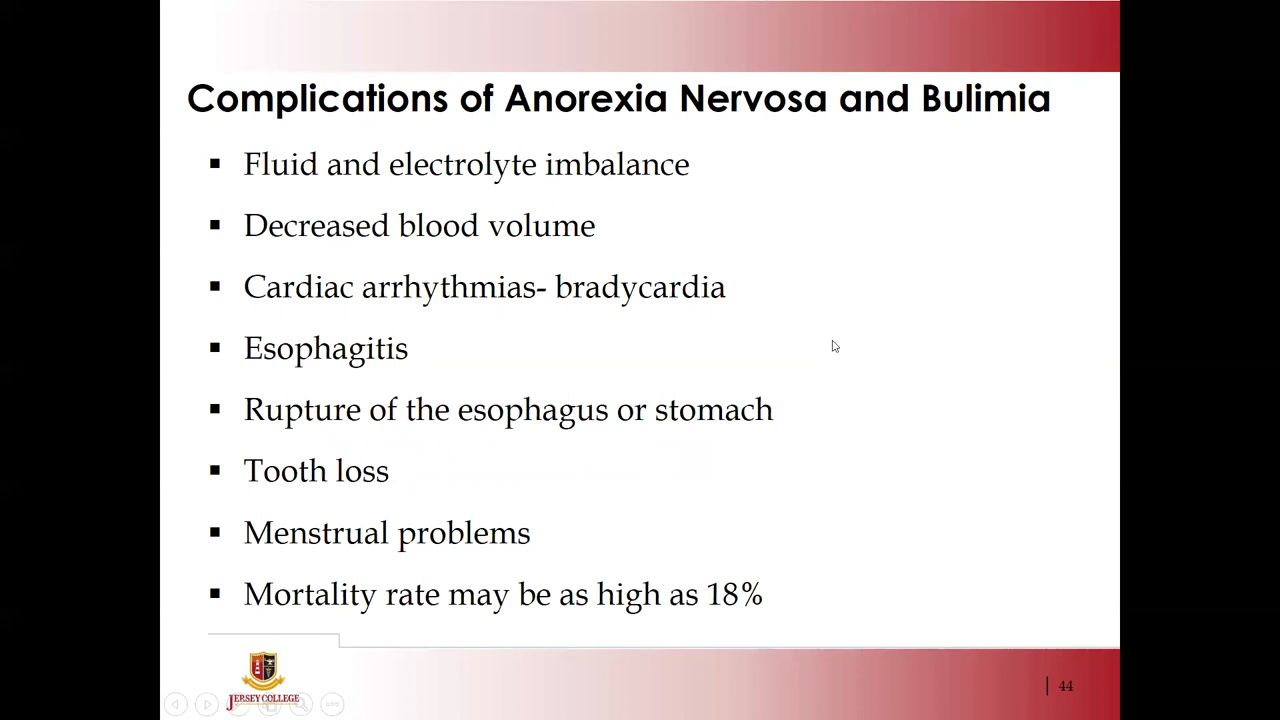 Complications of Anorexia Nervosa and Bulimia
▪ Fluid and electrolyte imbalance
▪ Decreased blood volume
▪ Cardiac arrhythmias- bradycardia
▪ Esophagitis
▪ Rupture of the esophagus or stomach
▪ Tooth loss
▪ Menstrual problems
▪ Mortality rate may be as high as 18%
JERSEY COLLEGE
| 44